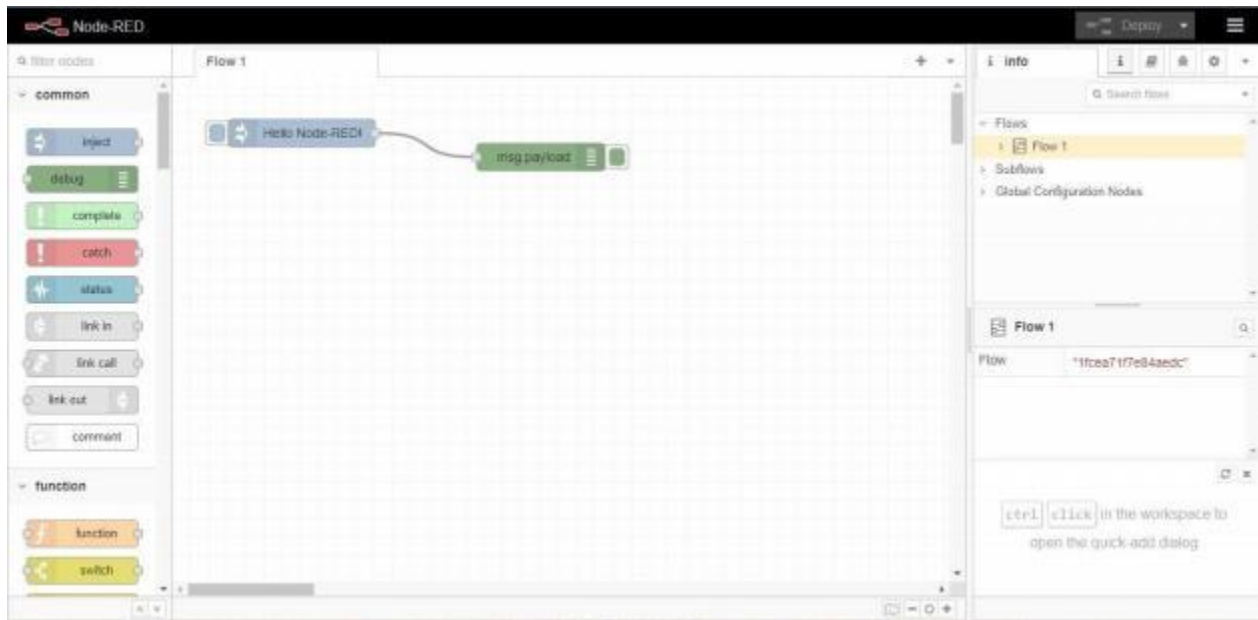 Node-RED
Deploy
filter nodes
Flow 1
info
common
Search flows
inject
Hello Node-RED!
Flows
Flow 1
debug
msg.payload
Subflows
complete
Global Configuration Nodes
catch
status
link in
Flow 1
link call
Flow
"1fcea71f7e84aedc"
link out
comment
function
ctrl click in the workspace to
open the quick-add dialog
function
switch